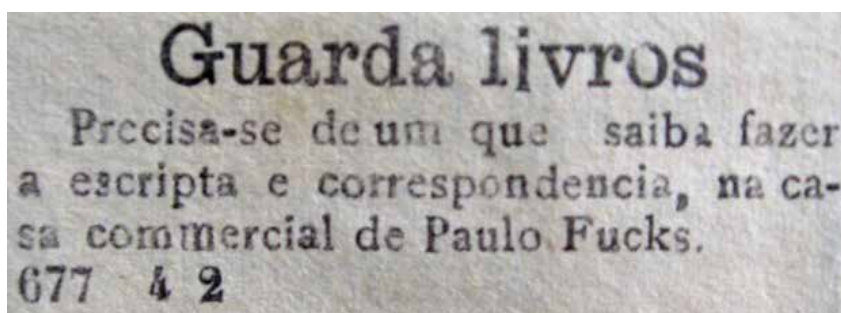 Guarda livros
Precisa-se de um que saiba fazer
a escripta e correspondencia, na ca-
sa commercial de Paulo Fucks.
677 4 2